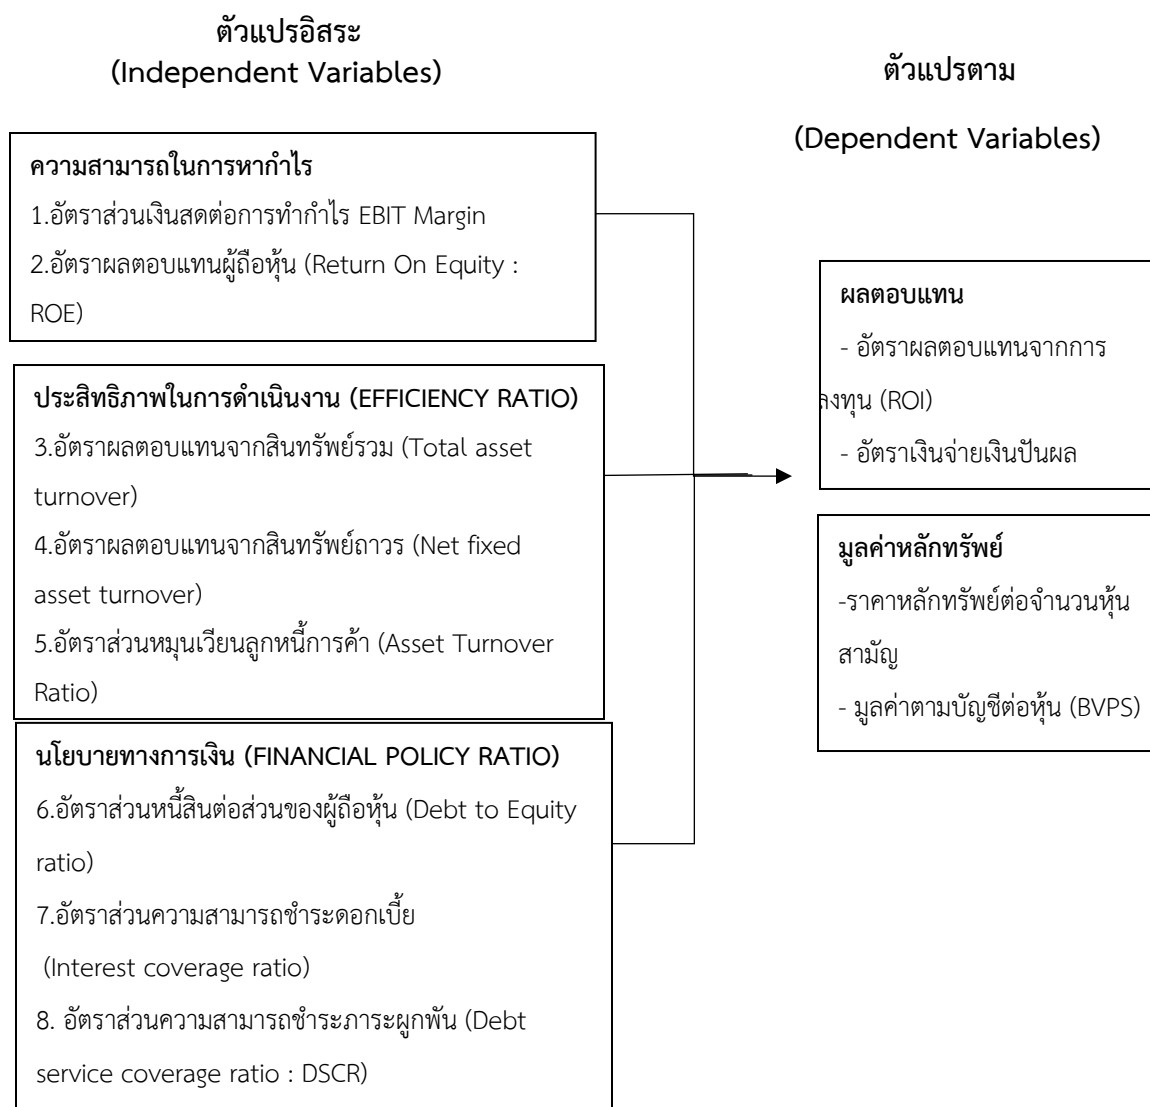 ตัวแปรอิสระ
(Independent Variables)
ตัวแปรตาม
(Dependent Variables)
ความสามารถในการหากำไร
1.อัตราส่วนเงินสดต่อการทำกำไร EBIT Margin
2.อัตราผลตอบแทนผู้ถือหุ้น (Return On Equity :
ROE)
ประสิทธิภาพในการดำเนินงาน (EFFICIENCY RATIO)
3.อัตราผลตอบแทนจากสินทรัพย์รวม (Total asset
turnover)
4.อัตราผลตอบแทนจากสินทรัพย์ถาวร (Net fixed
asset turnover)
5.อัตราส่วนหมุนเวียนลูกหนี้การค้า (Asset Turnover
Ratio)
นโยบายทางการเงิน (FINANCIAL POLICY RATIO)
6.อัตราส่วนหนี้สินต่อส่วนของผู้ถือหุ้น (Debt to Equity
ratio)
7.อัตราส่วนความสามารถชำระดอกเบี้ย
(Interest coverage ratio)
8. อัตราส่วนความสามารถชำระภาระผูกพัน (Debt
service coverage ratio : DSCR)
ผลตอบแทน
- อัตราผลตอบแทนจากการ
ลงทุน (ROI)
- อัตราเงินจ่ายเงินปันผล
มูลค่าหลักทรัพย์
-ราคาหลักทรัพย์ต่อจำนวนหุ้น
สามัญ
- มูลค่าตามบัญชีต่อหุ้น (BVPS)